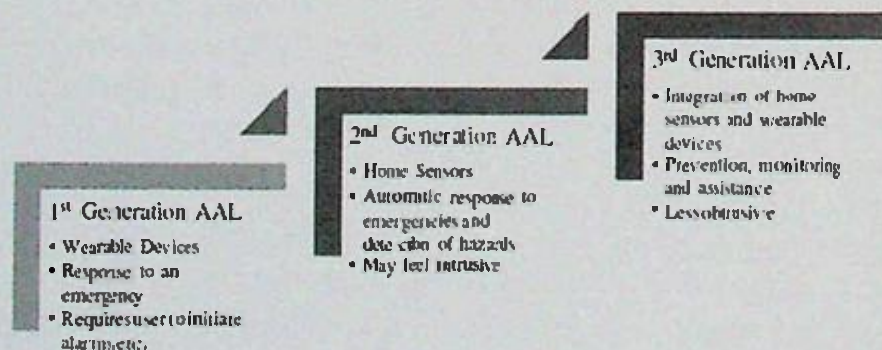 1st Generation AAL
• Wearable Devices
• Response to an
emergency
• Requires user to initiate
alarm, etc.
2nd Generation AAL
• Home Sensors
• Automatic response to
emergencies and
detection of hazards
• May feel intrusive
3rd Generation AAL
• Integration of home
sensors and wearable
devices
• Prevention, monitoring
and assistance
• Less obtrusive